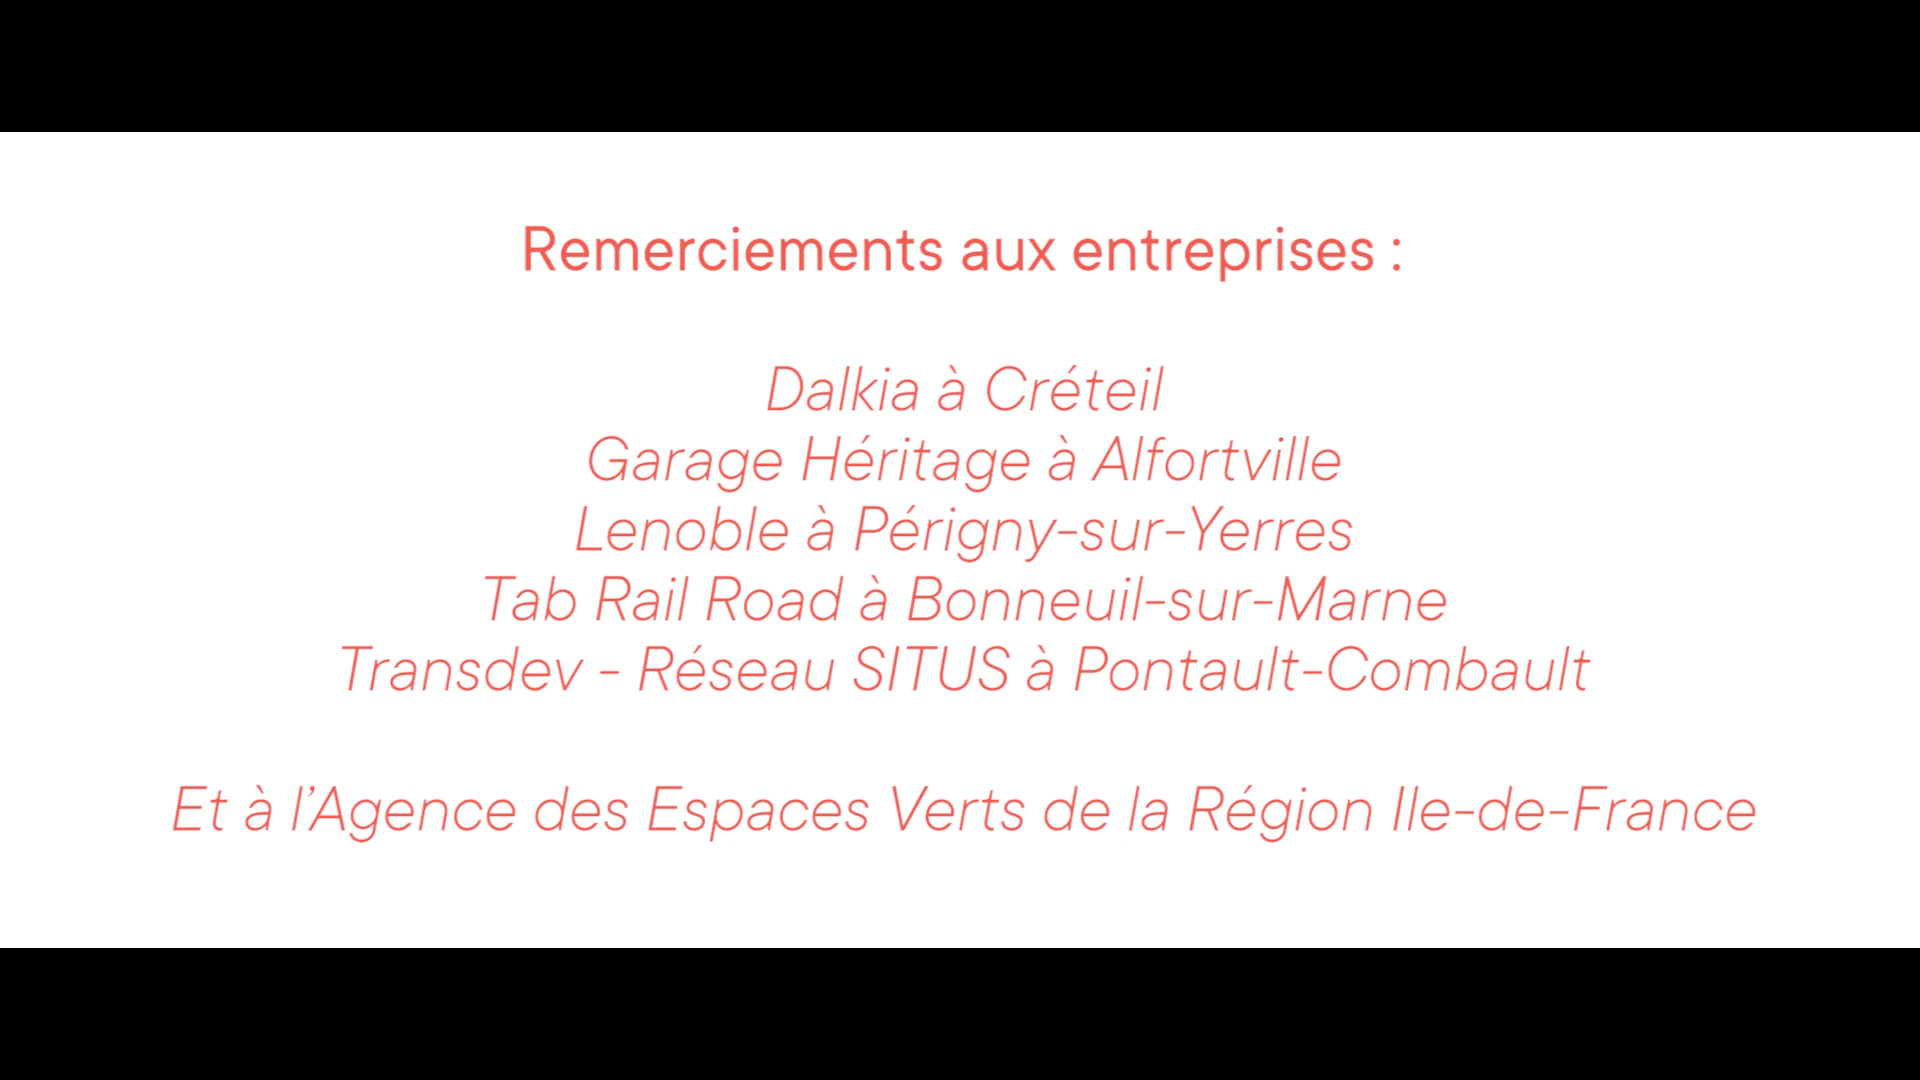 Remerciements aux entreprises :
Dalkia à Créteil
Garage Héritage à Alfortville
Lenoble à Périgny-sur-Yerres
Tab Rail Road à Bonneuil-sur-Marne
Transdev - Réseau SITUS à Pontault-Combault
Et à l’Agence des Espaces Verts de la Région Ile-de-France